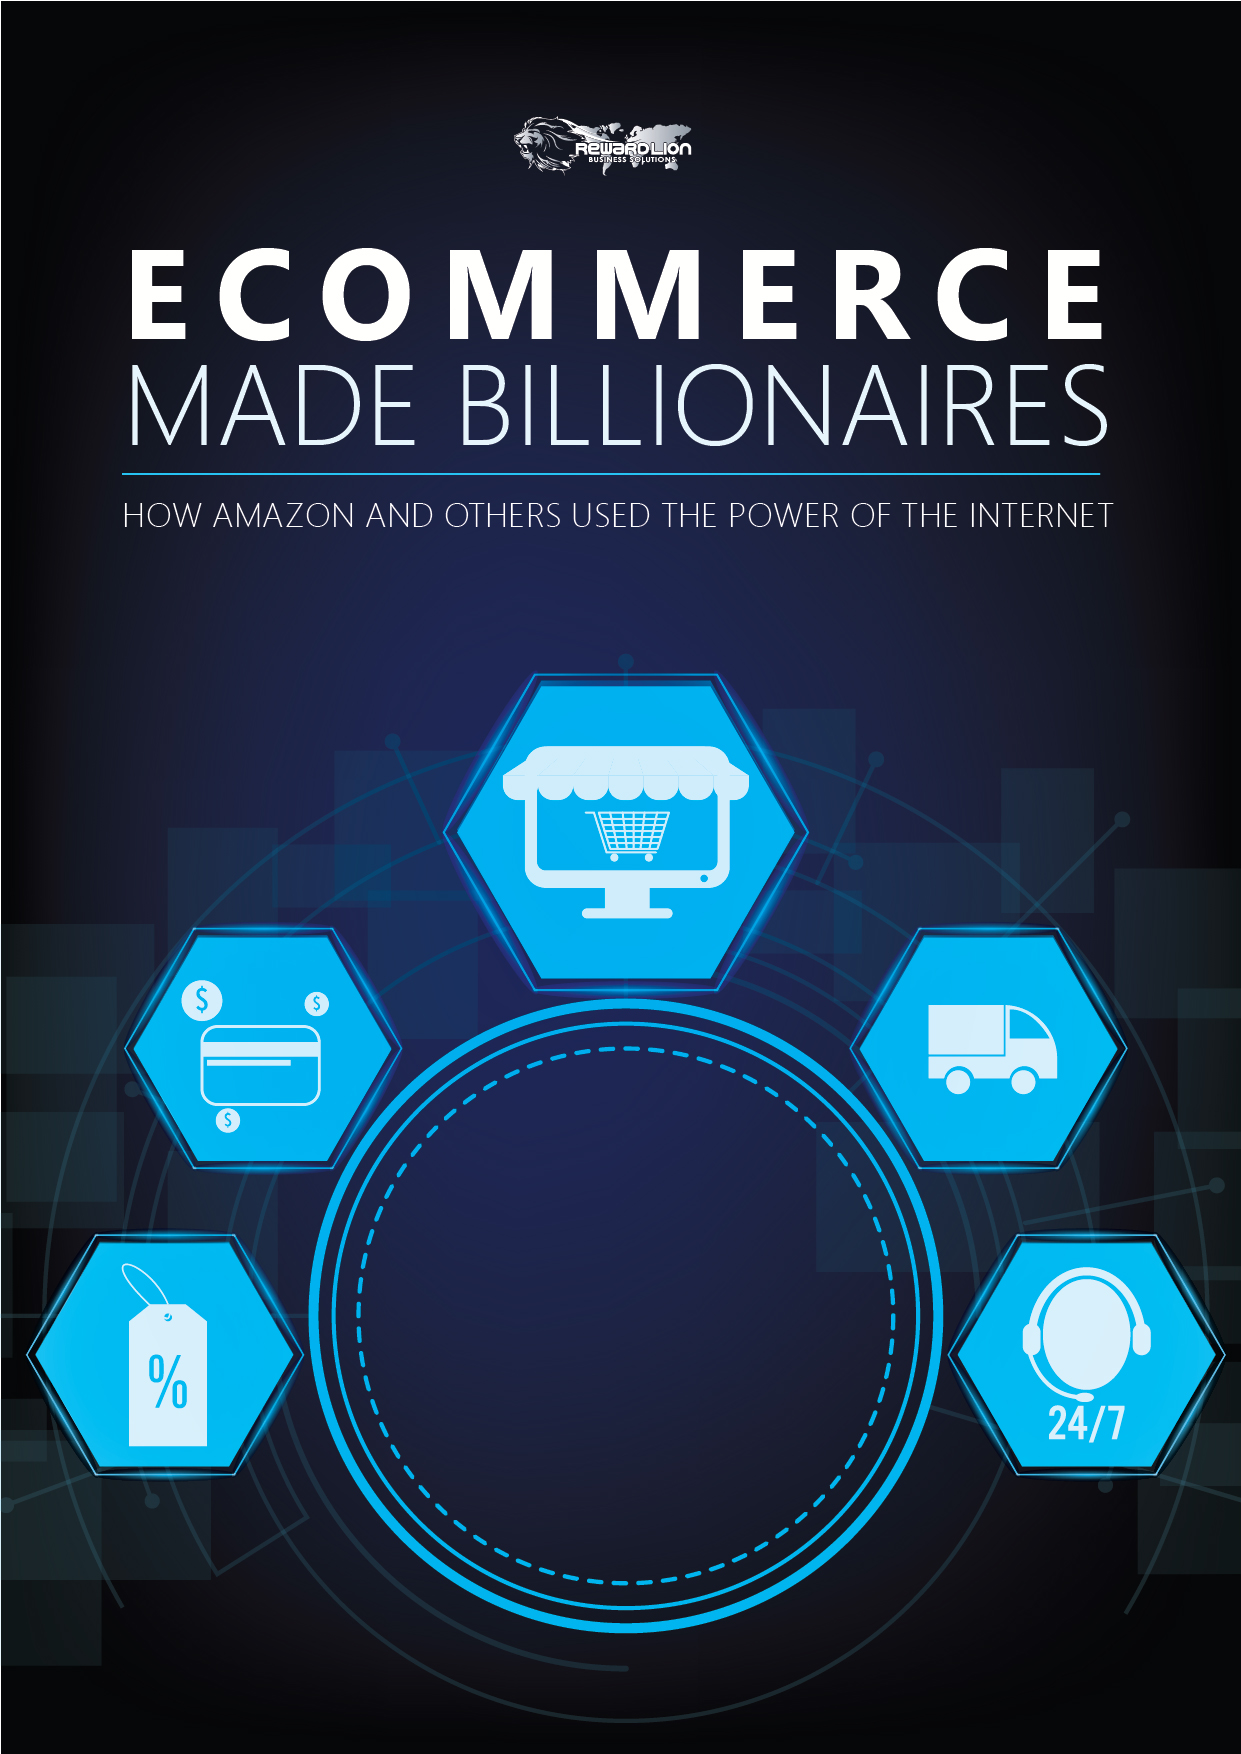 REWARDLION
BUSINESS SOLUTIONS
ECOMMERCE
MADE BILLIONAIRES
HOW AMAZON AND OTHERS USED THE POWER OF THE INTERNET
$
$
$
%
24/7